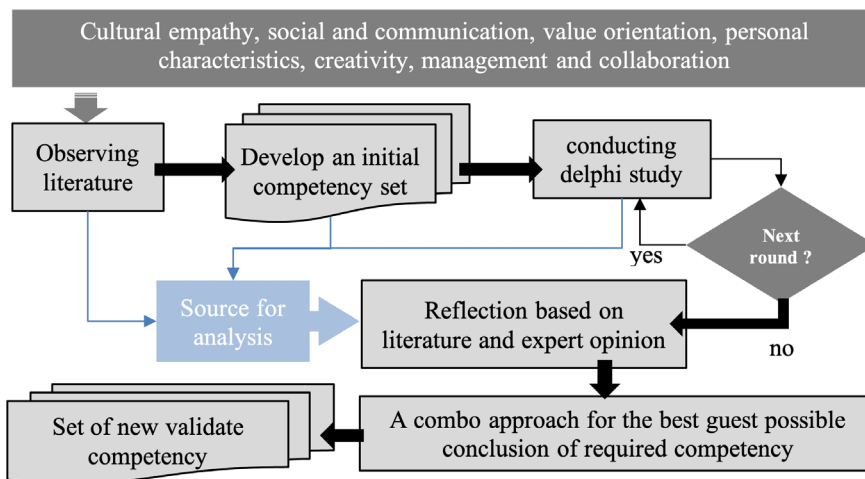 Cultural empathy, social and communication, value orientation, personal
characteristics, creativity, management and collaboration
Observing
literature
Develop an initial
competency set
conducting
delphi study
Next
round ?
yes
no
Source for
analysis
Reflection based on
literature and expert opinion
A combo approach for the best guest possible
conclusion of required competency
Set of new validate
competency